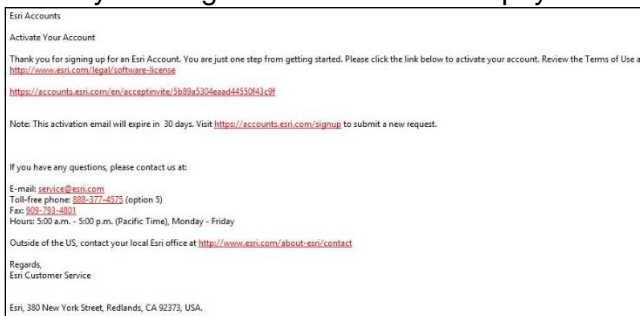 Esri Accounts
Activate Your Account
Thank you for signing up for an Esri Account. You are just one step from getting started. Please click the link below to activate your account. Review the Terms of Use a
http://www.esri.com/legal/software-license
https://accounts.esri.com/en/acceptinvite/5b89a5304eaad44550f43c9f
Note: This activation email will expire in 30 days. Visit https://accounts.esri.com/signup to submit a new request.
If you have any questions, please contact us at:
E-mail: service@esri.com
Toll-free phone: 888-377-4575 (option 5)
Fax: 909-793-4801
Hours: 5:00 a.m. - 5:00 p.m. (Pacific Time), Monday - Friday
Outside of the US, contact your local Esri office at http://www.esri.com/about-esri/contact
Regards,
Esri Customer Service
Esri, 380 New York Street, Redlands, CA 92373, USA.